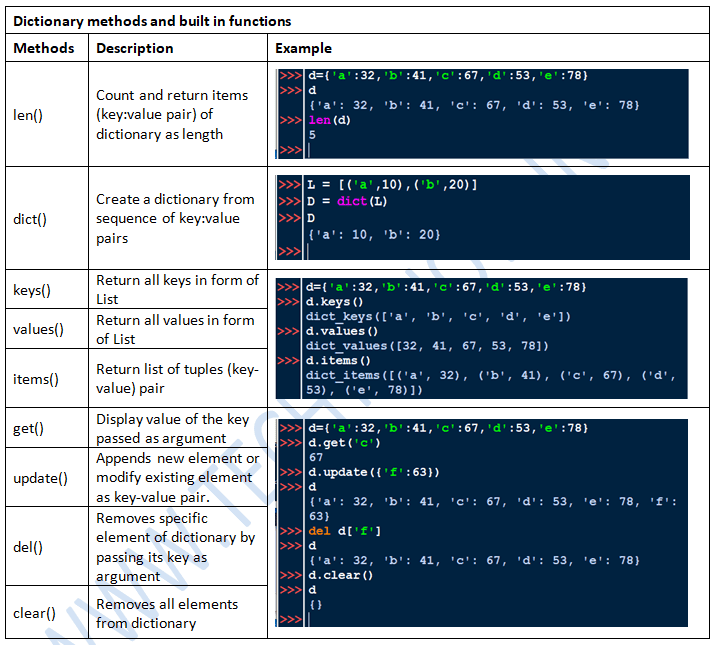 Dictionary methods and built in functions
Methods Description Example
len()
Count and return items
(key:value pair) of
dictionary as length
>>> d={'a':32,'b':41,'c':67,'d':53,'e':78}
>>> d
{'a': 32, 'b': 41, 'c': 67, 'd': 53, 'e': 78}
>>> len(d)
5
>>>
dict()
Create a dictionary from
sequence of key:value
pairs
>>> L = [('a',10),('b',20)]
>>> D = dict(L)
>>> D
{'a': 10, 'b': 20}
>>>
keys()
Return all keys in form of
List
values()
Return all values in form
of List
items()
Return list of tuples (key-
value) pair
>>> d={'a':32,'b':41,'c':67,'d':53,'e':78}
>>> d.keys()
dict_keys(['a', 'b', 'c', 'd', 'e'])
>>> d.values()
dict_values([32, 41, 67, 53, 78])
>>> d.items()
dict_items([('a', 32), ('b', 41), ('c', 67), ('d',
53), ('e', 78)])
get()
Display value of the key
passed as argument
update()
Appends new element or
modify existing element
as key-value pair.
del()
Removes specific
element of dictionary by
passing its key as
argument
clear()
Removes all elements
from dictionary
>>> d={'a':32,'b':41,'c':67,'d':53,'e':78}
>>> d.get('c')
67
>>> d.update({'f':63})
>>> d
{'a': 32, 'b': 41, 'c': 67, 'd': 53, 'e': 78, 'f':
63}
>>> del d['f']
>>> d
{'a': 32, 'b': 41, 'c': 67, 'd': 53, 'e': 78}
>>> d.clear()
>>> d
{}
>>>